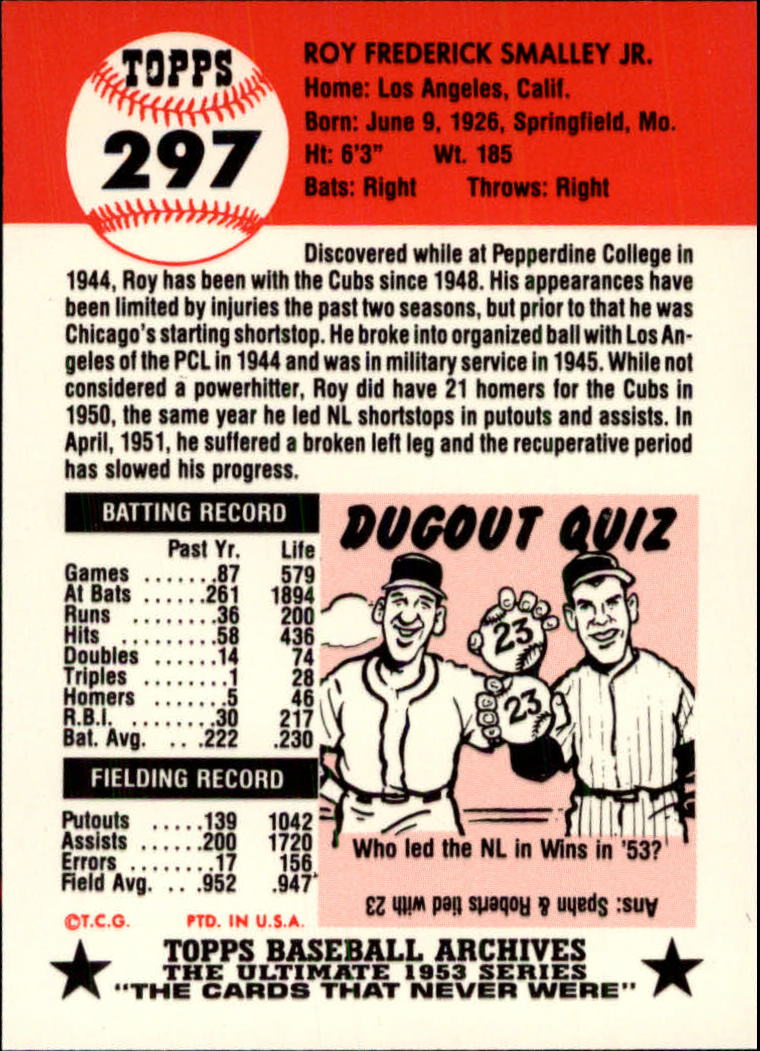 TOPPS
297
ROY FREDERICK SMALLEY JR.
Home: Los Angeles, Calif.
Born: June 9, 1926, Springfield, Mo.
Ht: 6'3" Wt. 185
Bats: Right Throws: Right
Discovered while at Pepperdine College in
1944, Roy has been with the Cubs since 1948. His appearances have
been limited by injuries the past two seasons, but prior to that he was
Chicago's starting shortstop. He broke into organized ball with Los An-
geles of the PCL in 1944 and was in military service in 1945. While not
considered a powerhitter, Roy did have 21 homers for the Cubs in
1950, the same year he led NL shortstops in putouts and assists. In
April, 1951, he suffered a broken left leg and the recuperative period
has slowed his progress.
BATTING RECORD
Past Yr. Life
Games .......87 579
At Bats ......261 1894
Runs ........36 200
Hits ........58 436
Doubles ......14 74
Triples .......1 28
Homers .......5 46
R.B.I. ........30 217
Bat. Avg. . ...222 .230
FIELDING RECORD
Putouts .....139 1042
Assists ......200 1720
Errors ........17 156
Field Avg. . ...952 .947
DUGOUT QUIZ
23
23
Who led the NL in Wins in '53?
Ans: Spahn & Roberts tied with 23
©T.C.G. PTD. IN U.S.A.
TOPPS BASEBALL ARCHIVES
THE ULTIMATE 1953 SERIES
"THE CARDS THAT NEVER WERE"